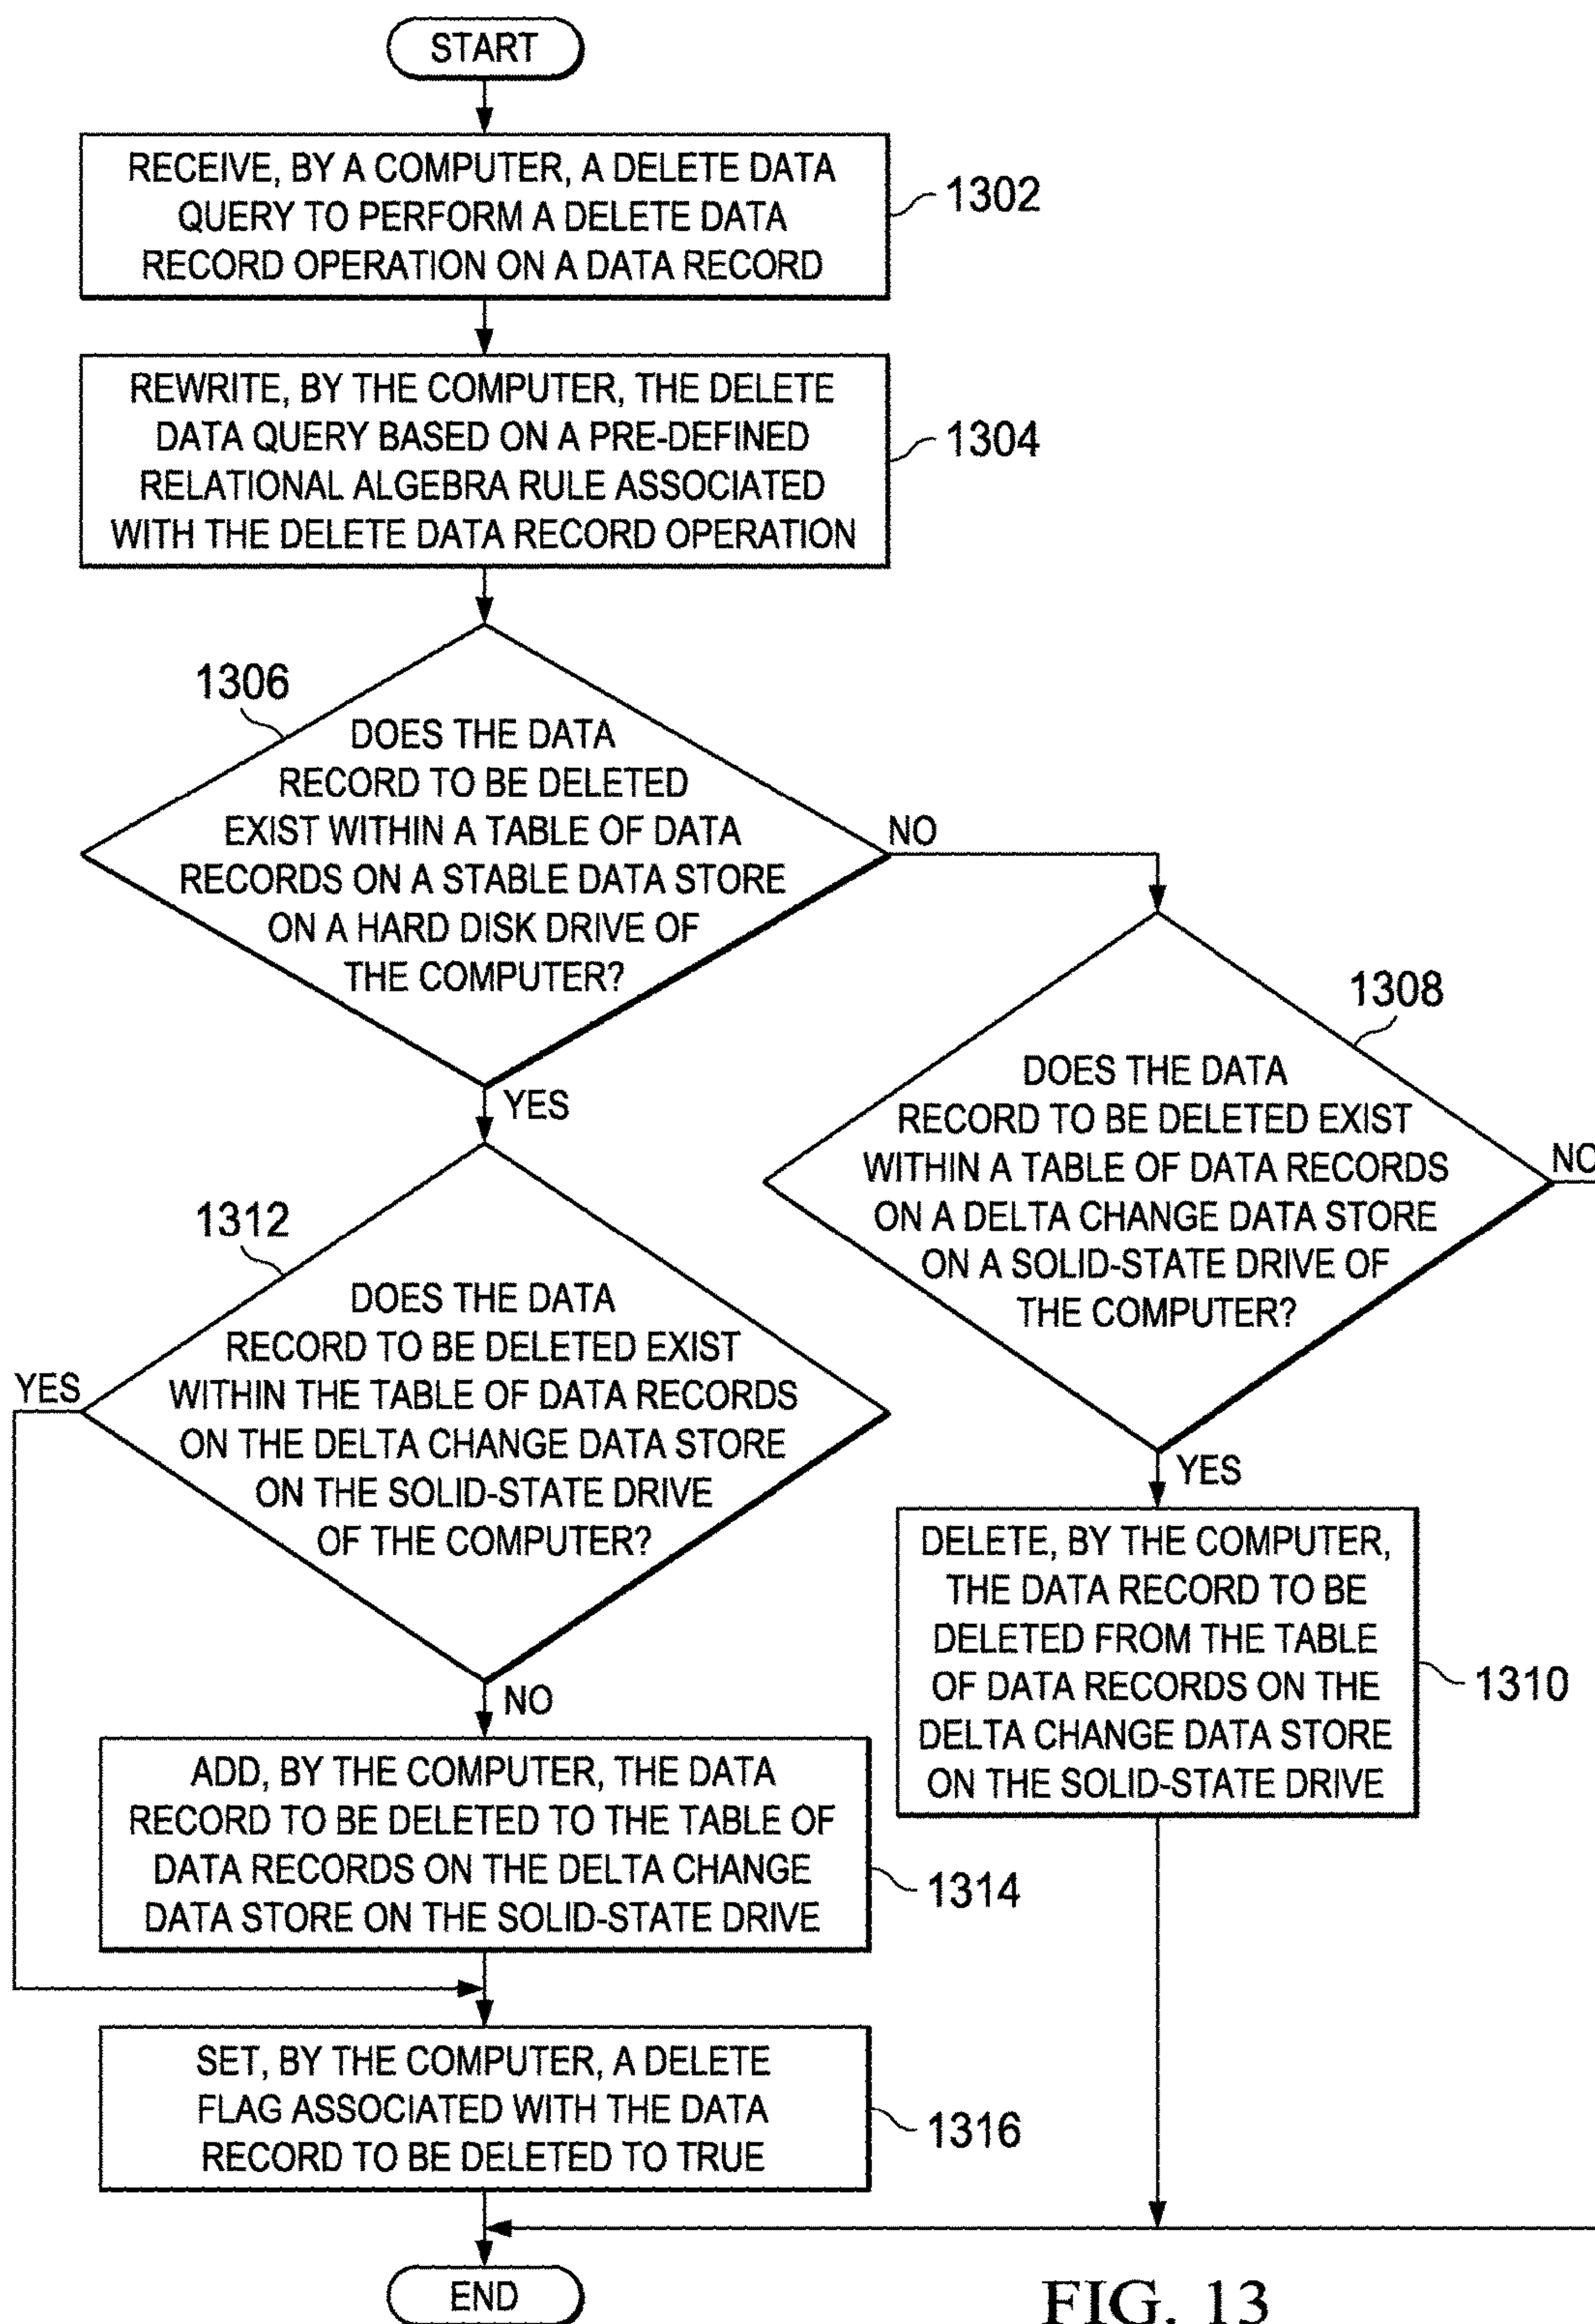 START
RECEIVE, BY A COMPUTER, A DELETE DATA
QUERY TO PERFORM A DELETE DATA
RECORD OPERATION ON A DATA RECORD
1302
REWRITE, BY THE COMPUTER, THE DELETE
DATA QUERY BASED ON A PRE-DEFINED
RELATIONAL ALGEBRA RULE ASSOCIATED
WITH THE DELETE DATA RECORD OPERATION
1304
1306
DOES THE DATA
RECORD TO BE DELETED
EXIST WITHIN A TABLE OF DATA
RECORDS ON A STABLE DATA STORE
ON A HARD DISK DRIVE OF
THE COMPUTER?
NO
YES
1308
DOES THE DATA
RECORD TO BE DELETED EXIST
WITHIN A TABLE OF DATA RECORDS
ON A DELTA CHANGE DATA STORE
ON A SOLID-STATE DRIVE OF
THE COMPUTER?
NO
YES
1312
DOES THE DATA
RECORD TO BE DELETED EXIST
WITHIN THE TABLE OF DATA RECORDS
ON THE DELTA CHANGE DATA STORE
ON THE SOLID-STATE DRIVE
OF THE COMPUTER?
YES
NO
DELETE, BY THE COMPUTER,
THE DATA RECORD TO BE
DELETED FROM THE TABLE
OF DATA RECORDS ON THE
DELTA CHANGE DATA STORE
ON THE SOLID-STATE DRIVE
1310
ADD, BY THE COMPUTER, THE DATA
RECORD TO BE DELETED TO THE TABLE OF
DATA RECORDS ON THE DELTA CHANGE
DATA STORE ON THE SOLID-STATE DRIVE
1314
SET, BY THE COMPUTER, A DELETE
FLAG ASSOCIATED WITH THE DATA
RECORD TO BE DELETED TO TRUE
1316
END
FIG. 13